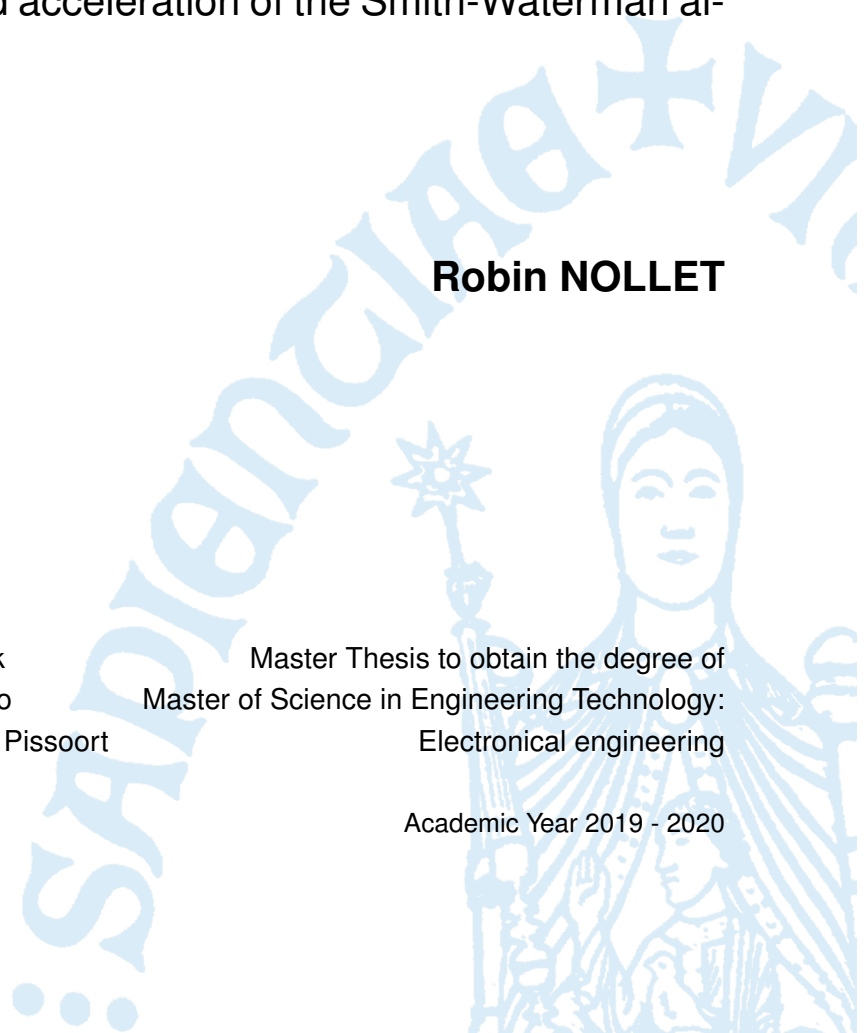 d acceleration of the Smith-Waterman al-
Robin NOLLET
Master Thesis to obtain the degree of
Master of Science in Engineering Technology:
Pissoort Electronical engineering
Academic Year 2019 - 2020
SAPIENTIAE